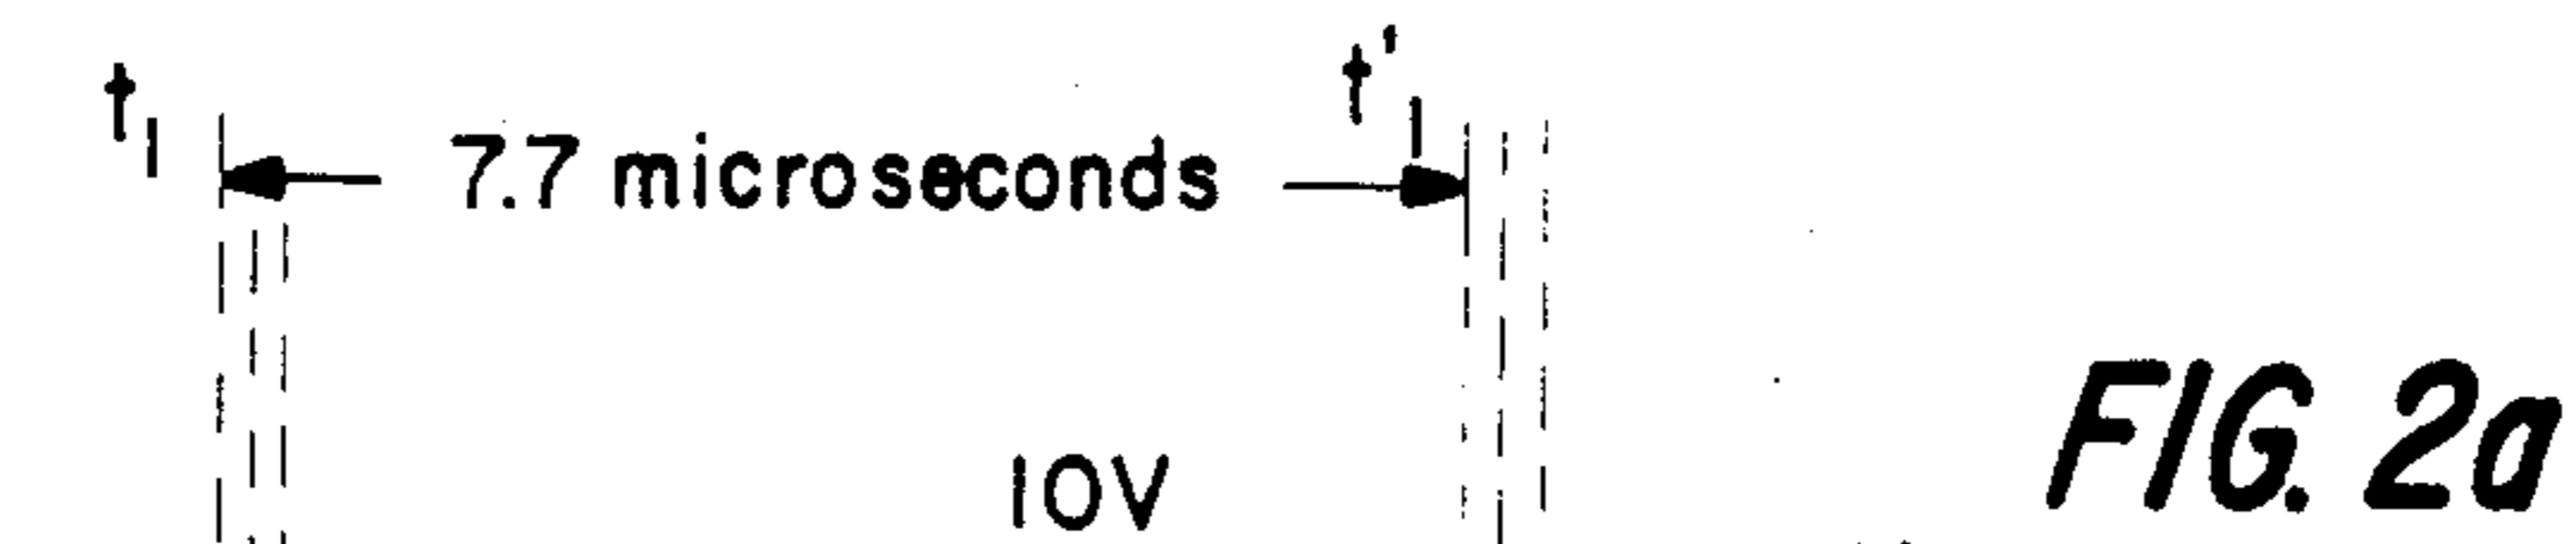 t₁ 7.7 microseconds t'₁
10V
FIG. 2a